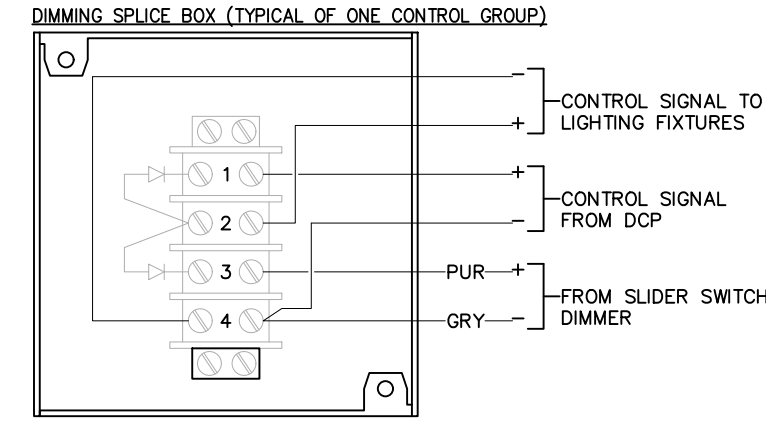 DIMMING SPLICE BOX (TYPICAL OF ONE CONTROL GROUP)
−
CONTROL SIGNAL TO
LIGHTING FIXTURES
+
1
+
CONTROL SIGNAL
FROM DCP
2
−
3
PUR
+
FROM SLIDER SWITCH
DIMMER
4
GRY
−